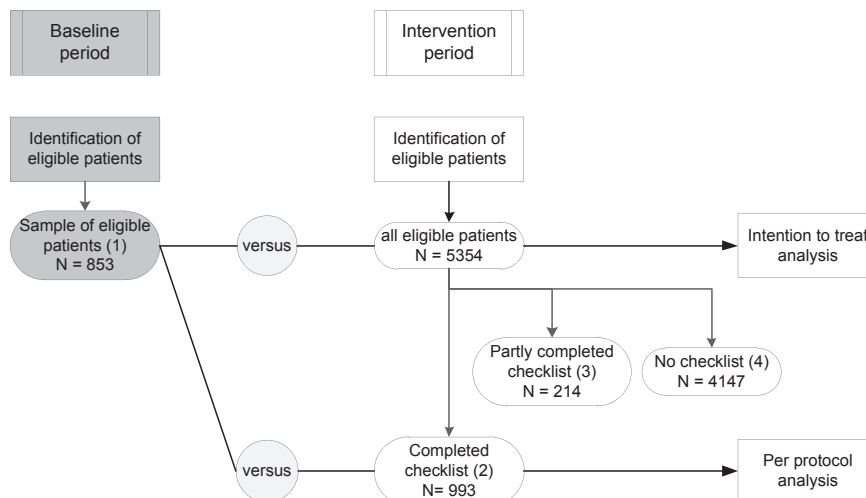 Baseline
period
Intervention
period
Identification of
eligible patients
Identification of
eligible patients
Sample of eligible
patients (1)
N = 853
versus
all eligible patients
N = 5354
Intention to treat
analysis
Partly completed
checklist (3)
N = 214
No checklist (4)
N = 4147
versus
Completed
checklist (2)
N= 993
Per protocol
analysis